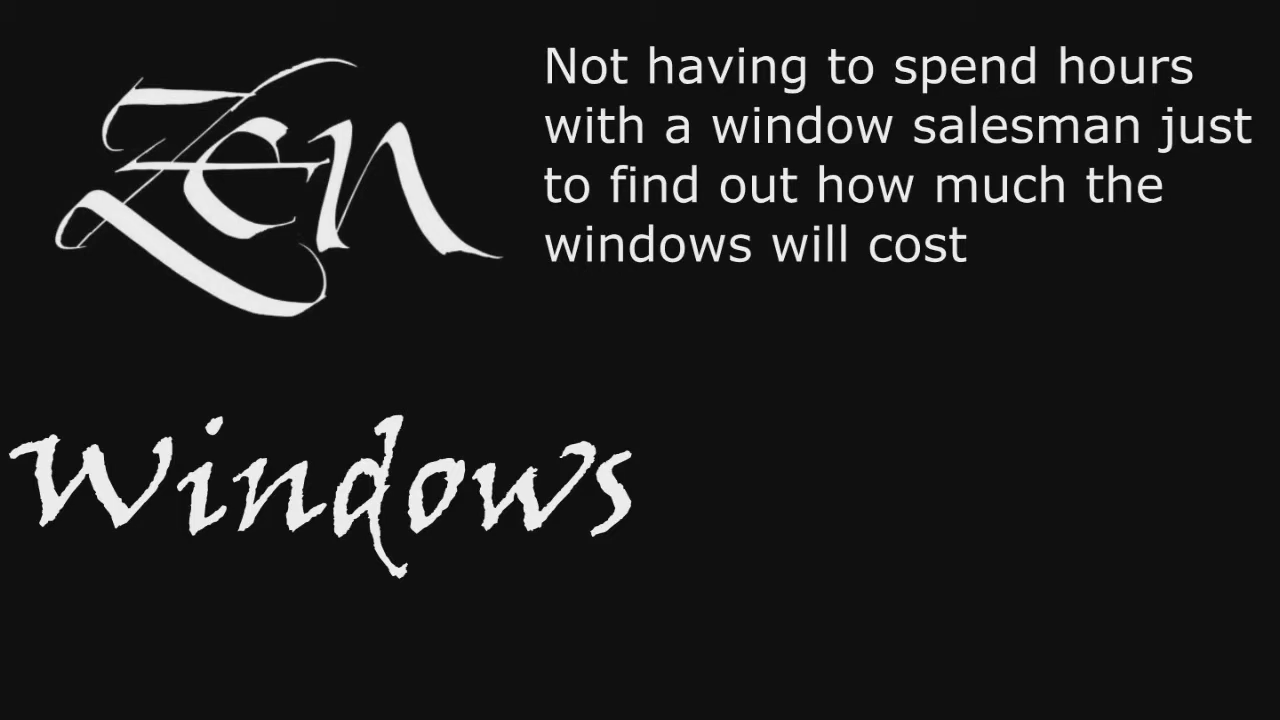 Zen
Not having to spend hours
with a window salesman just
to find out how much the
windows will cost
Windows